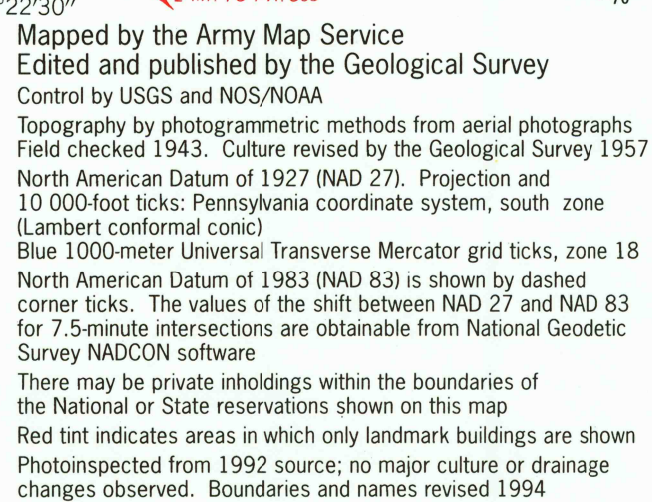 22'30"
Mapped by the Army Map Service
Edited and published by the Geological Survey
Control by USGS and NOS/NOAA
Topography by photogrammetric methods from aerial photographs
Field checked 1943. Culture revised by the Geological Survey 1957
North American Datum of 1927 (NAD 27). Projection and
10 000-foot ticks: Pennsylvania coordinate system, south zone
(Lambert conformal conic)
Blue 1000-meter Universal Transverse Mercator grid ticks, zone 18
North American Datum of 1983 (NAD 83) is shown by dashed
corner ticks. The values of the shift between NAD 27 and NAD 83
for 7.5-minute intersections are obtainable from National Geodetic
Survey NADCON software
There may be private inholdings within the boundaries of
the National or State reservations shown on this map
Red tint indicates areas in which only landmark buildings are shown
Photoinspected from 1992 source; no major culture or drainage
changes observed. Boundaries and names revised 1994